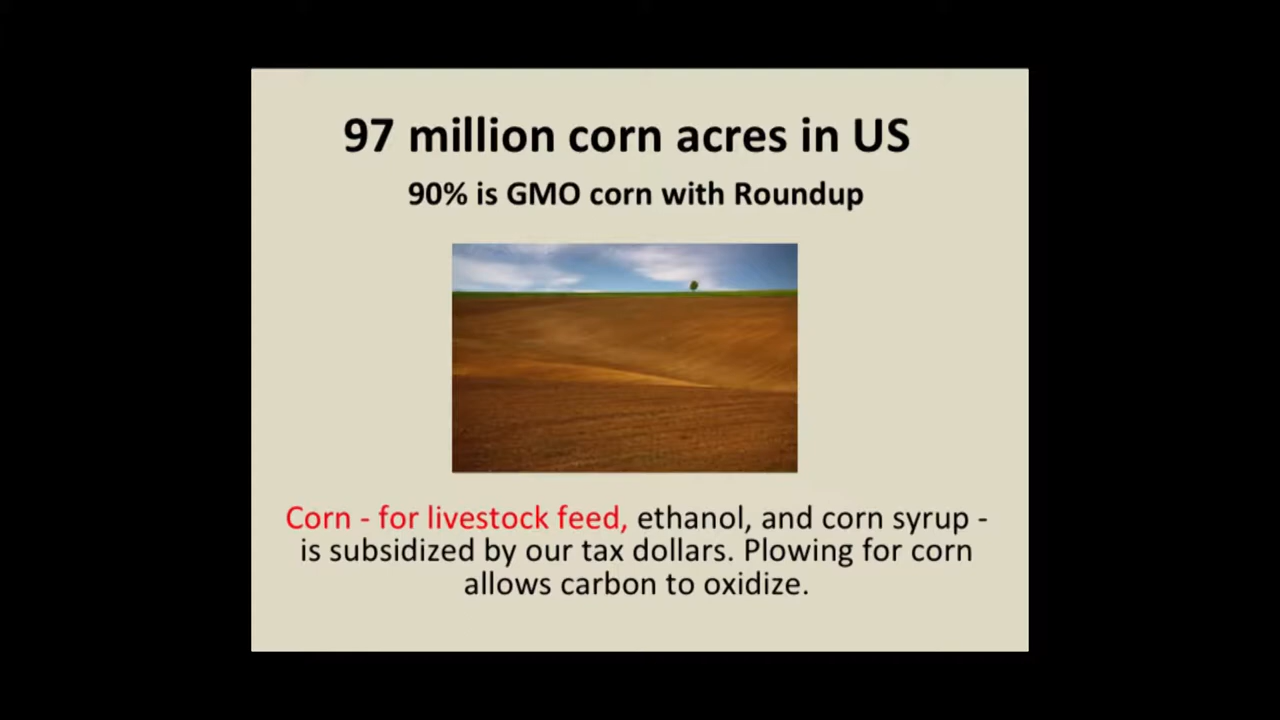 97 million corn acres in US
90% is GMO corn with Roundup
Corn - for livestock feed, ethanol, and corn syrup -
is subsidized by our tax dollars. Plowing for corn
allows carbon to oxidize.